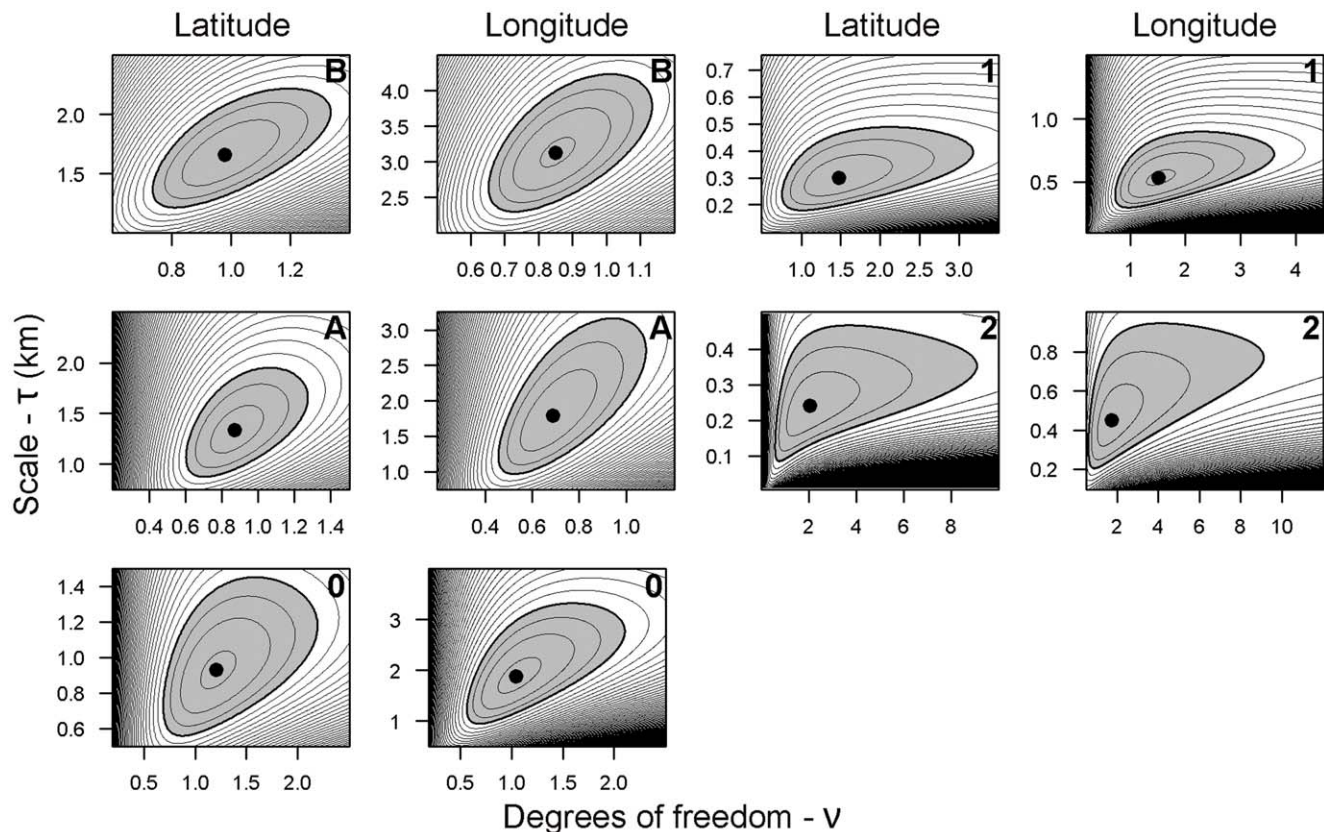 Latitude Longitude Latitude Longitude
B B 1 1
2.0
1.5
0.8 1.0 1.2
4.0
3.5
3.0
2.5
0.6 0.7 0.8 0.9 1.0 1.1
0.7
0.6
0.5
0.4
0.3
0.2
1.0 1.5 2.0 2.5 3.0
1.0
0.5
1 2 3 4
A A 2 2
2.0
1.5
1.0
0.4 0.6 0.8 1.0 1.2 1.4
3.0
2.5
2.0
1.5
1.0
0.4 0.6 0.8 1.0
0.4
0.3
0.2
0.1
2 4 6 8
0.8
0.6
0.4
0.2
2 4 6 8 10
0 0
1.4
1.2
1.0
0.8
0.6
0.5 1.0 1.5 2.0
3
2
1
0.5 1.0 1.5 2.0
Scale - τ (km)
Degrees of freedom - ν